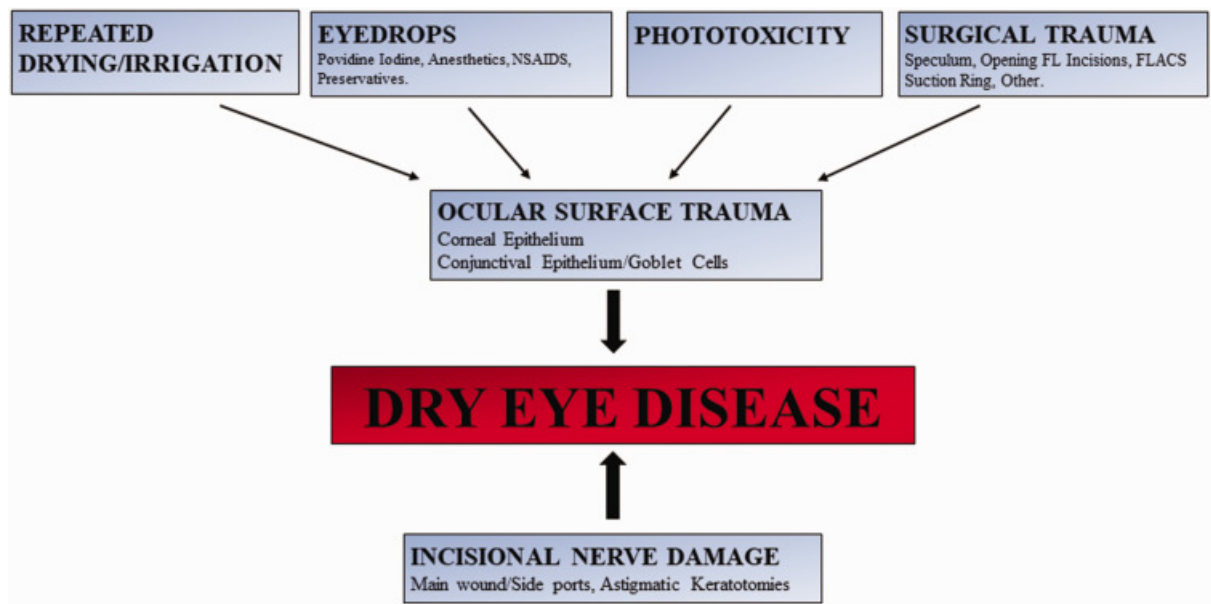 REPEATED
DRYING/IRRIGATION
EYEDROPS
Povidine Iodine, Anesthetics, NSAIDS,
Preservatives.
PHOTOTOXICITY
SURGICAL TRAUMA
Speculum, Opening FL Incisions, FLACS
Suction Ring, Other.
OCULAR SURFACE TRAUMA
Corneal Epithelium
Conjunctival Epithelium/Goblet Cells
DRY EYE DISEASE
INCISIONAL NERVE DAMAGE
Main wound/Side ports, Astigmatic Keratotomies